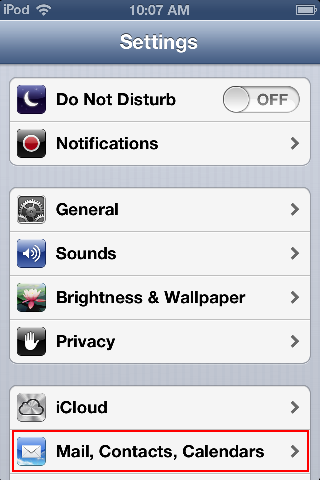 iPod 10:07 AM
Settings
Do Not Disturb OFF
Notifications
General
Sounds
Brightness & Wallpaper
Privacy
iCloud
Mail, Contacts, Calendars